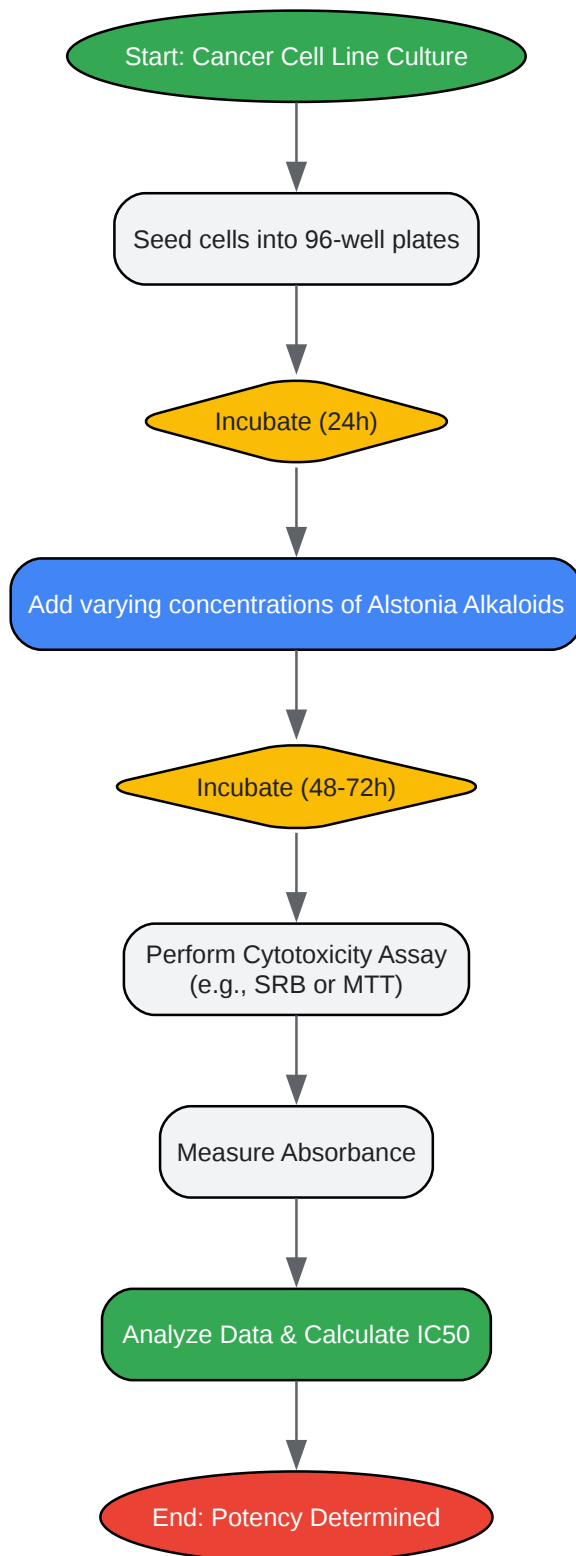 Start: Cancer Cell Line Culture
Seed cells into 96-well plates
Incubate (24h)
Add varying concentrations of Alstonia Alkaloids
Incubate (48-72h)
Perform Cytotoxicity Assay
(e.g., SRB or MTT)
Measure Absorbance
Analyze Data & Calculate IC50
End: Potency Determined